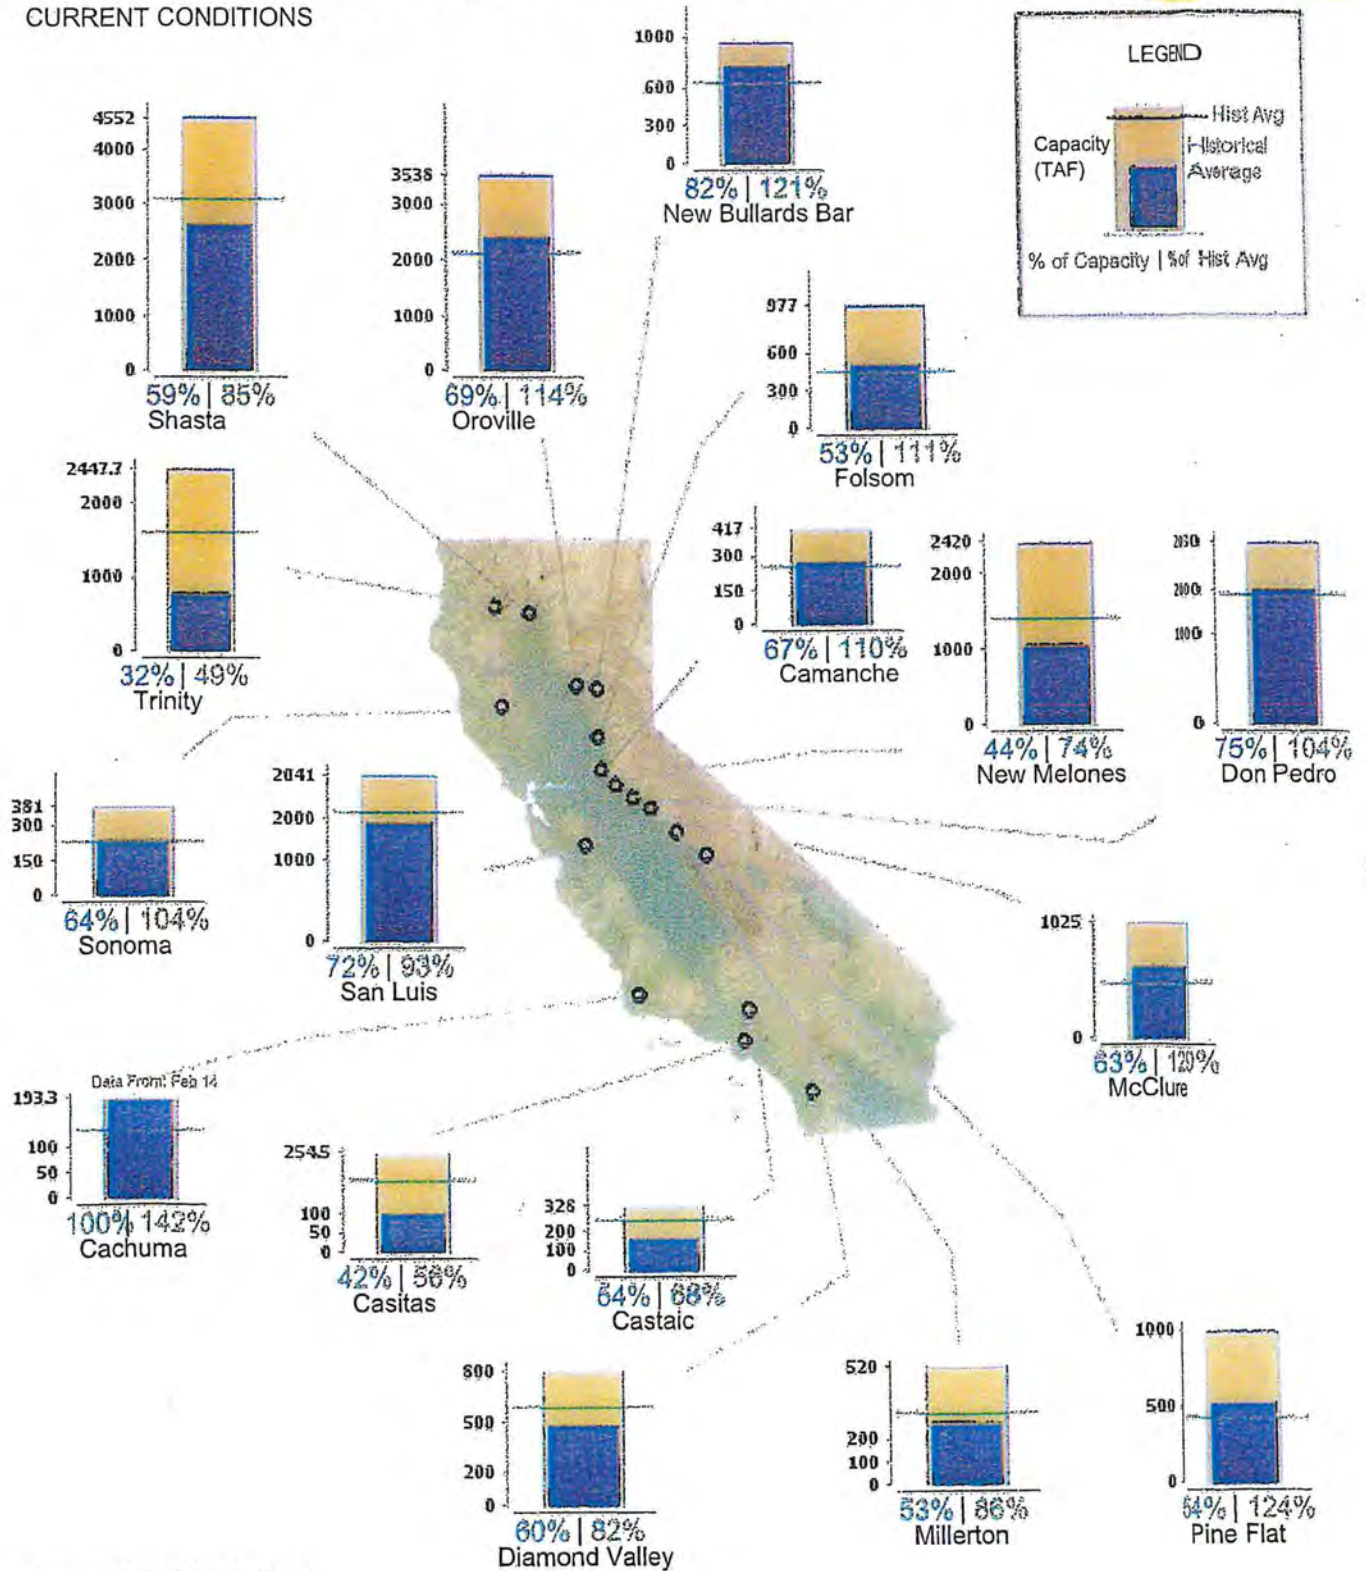 CURRENT CONDITIONS
LEGEND
Hist Avg
Capacity
(TAF)
Historical
Average
% of Capacity | % of Hist Avg
4552
4000
3000
2000
1000
0
59% | 85%
Shasta
3538
3000
2000
1000
0
69% | 114%
Oroville
1000
600
300
0
82% | 121%
New Bullards Bar
977
600
300
0
53% | 111%
Folsom
2447.7
2000
1000
0
32% | 49%
Trinity
417
300
150
0
67% | 110%
Camanche
2420
2000
1000
0
44% | 74%
New Melones
0
75% | 104%
Don Pedro
381
300
150
0
64% | 104%
Sonoma
2041
2000
1000
0
72% | 93%
San Luis
1025
0
63% | 120%
McClure
Data From: Feb 14
193.3
100
50
0
100% | 142%
Cachuma
254.5
100
50
0
42% | 56%
Casitas
328
200
100
0
64% | 68%
Castaic
800
500
200
0
60% | 82%
Diamond Valley
520
200
100
0
53% | 86%
Millerton
1000
500
0
54% | 124%
Pine Flat